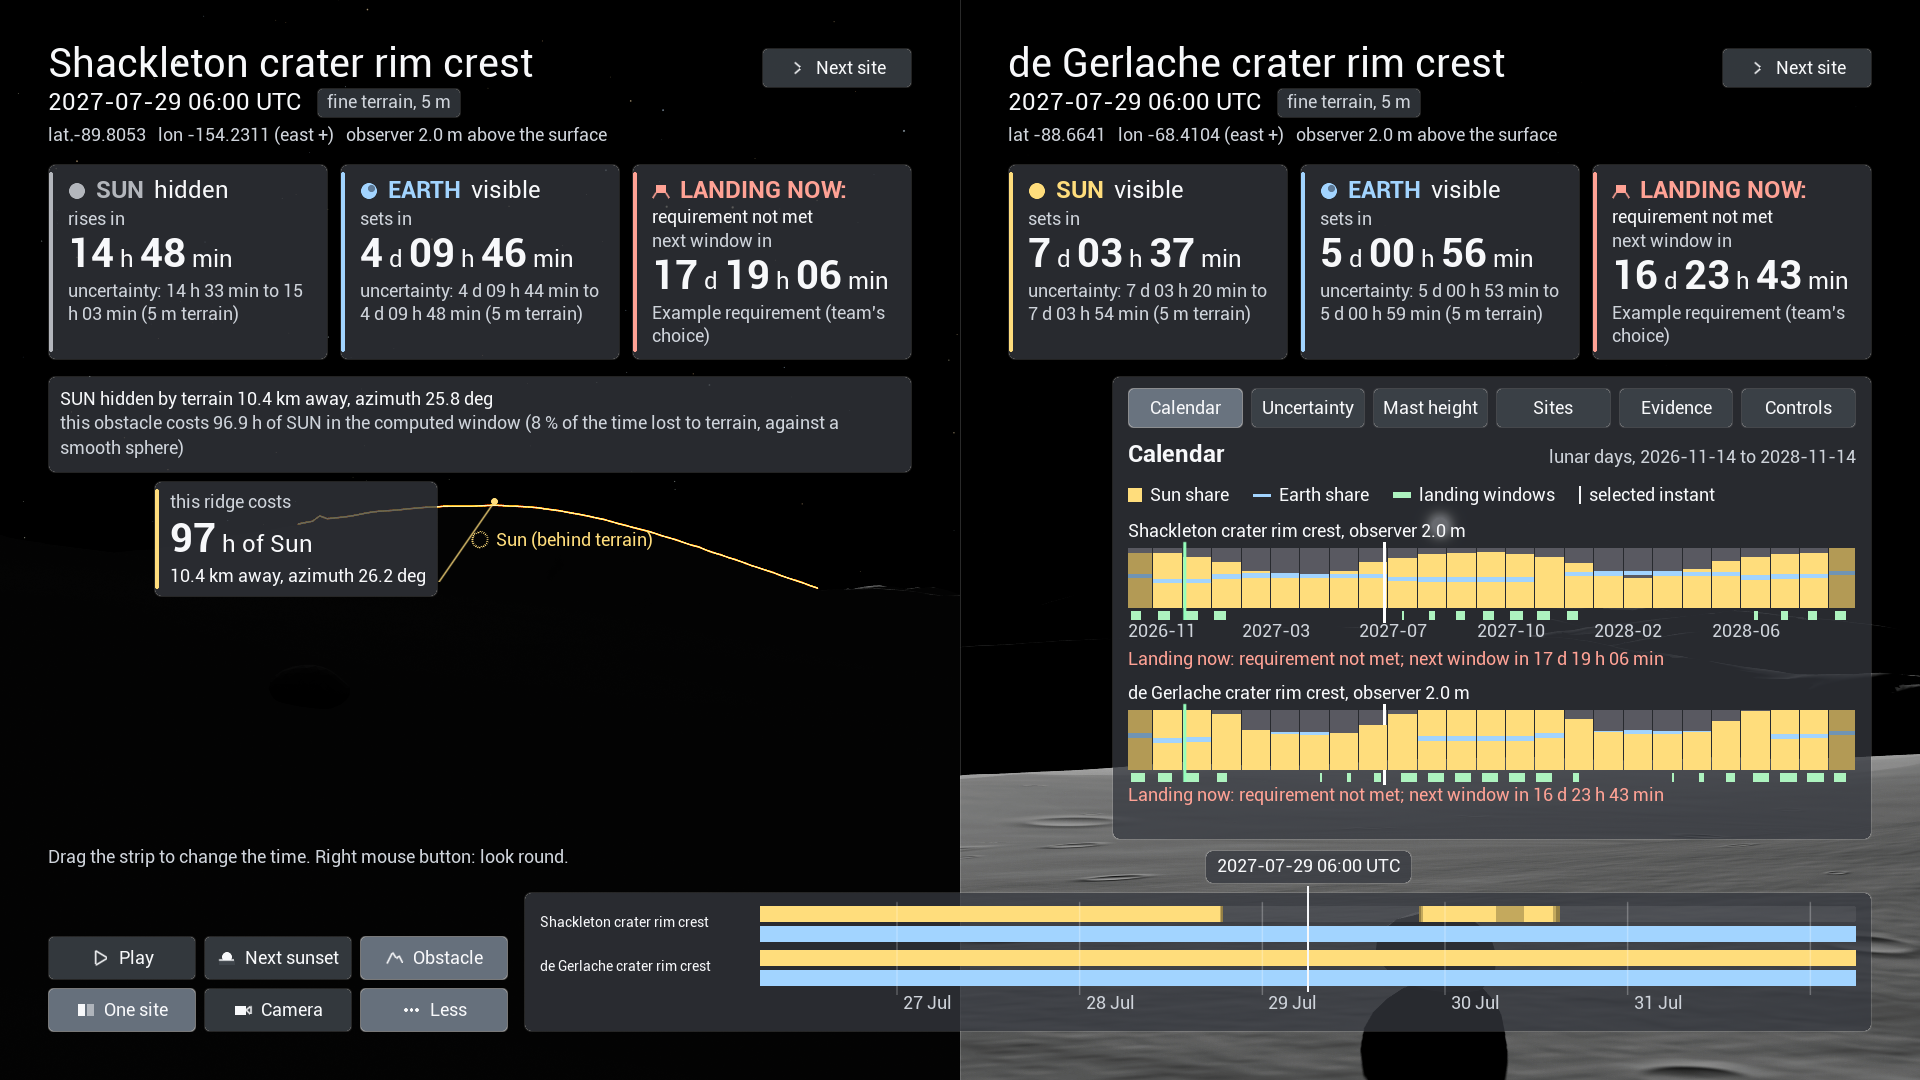 Shackleton crater rim crest
Next site
2027-07-29 06:00 UTC
fine terrain, 5 m
lat.-89.8053 lon -154.2311 (east +) observer 2.0 m above the surface
SUN hidden
rises in
14 h 48 min
uncertainty: 14 h 33 min to 15
h 03 min (5 m terrain)
EARTH visible
sets in
4 d 09 h 46 min
uncertainty: 4 d 09 h 44 min to
4 d 09 h 48 min (5 m terrain)
LANDING NOW:
requirement not met
next window in
17 d 19 h 06 min
Example requirement (team's
choice)
SUN hidden by terrain 10.4 km away, azimuth 25.8 deg
this obstacle costs 96.9 h of SUN in the computed window (8 % of the time lost to terrain, against a
smooth sphere)
this ridge costs
97 h of Sun
10.4 km away, azimuth 26.2 deg
Sun (behind terrain)
Drag the strip to change the time. Right mouse button: look round.
Play
Next sunset
Obstacle
One site
Camera
Less
de Gerlache crater rim crest
Next site
2027-07-29 06:00 UTC
fine terrain, 5 m
lat -88.6641 lon -68.4104 (east +) observer 2.0 m above the surface
SUN visible
sets in
7 d 03 h 37 min
uncertainty: 7 d 03 h 20 min to
7 d 03 h 54 min (5 m terrain)
EARTH visible
sets in
5 d 00 h 56 min
uncertainty: 5 d 00 h 53 min to
5 d 00 h 59 min (5 m terrain)
LANDING NOW:
requirement not met
next window in
16 d 23 h 43 min
Example requirement (team's
choice)
Calendar
Uncertainty
Mast height
Sites
Evidence
Controls
Calendar
lunar days, 2026-11-14 to 2028-11-14
Sun share
Earth share
landing windows
selected instant
Shackleton crater rim crest, observer 2.0 m
2026-11
2027-03
2027-07
2027-10
2028-02
2028-06
Landing now: requirement not met; next window in 17 d 19 h 06 min
de Gerlache crater rim crest, observer 2.0 m
Landing now: requirement not met; next window in 16 d 23 h 43 min
2027-07-29 06:00 UTC
Shackleton crater rim crest
de Gerlache crater rim crest
27 Jul
28 Jul
29 Jul
30 Jul
31 Jul